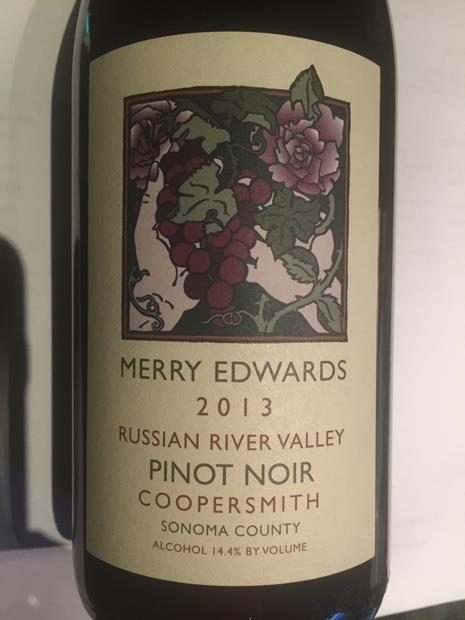 MERRY EDWARDS
2013
RUSSIAN RIVER VALLEY
PINOT NOIR
COOPERSMITH
SONOMA COUNTY
ALCOHOL 14.4% BY VOLUME